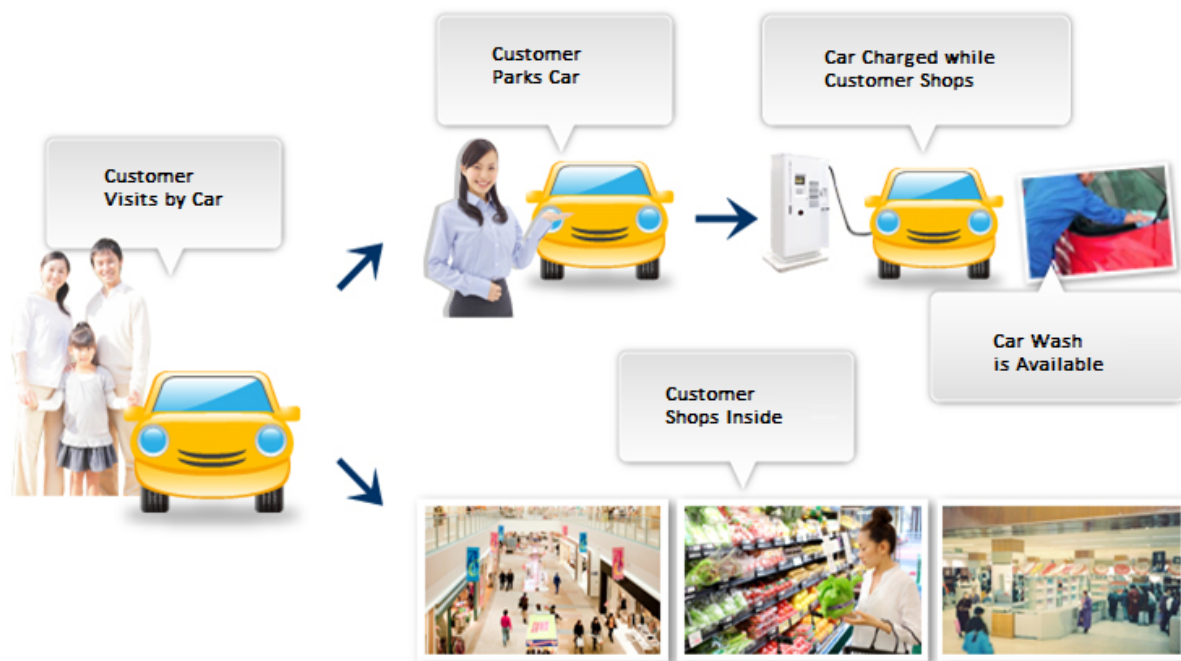 Customer
Parks Car
Car Charged while
Customer Shops
Customer
Visits by Car
Car Wash
is Available
Customer
Shops Inside